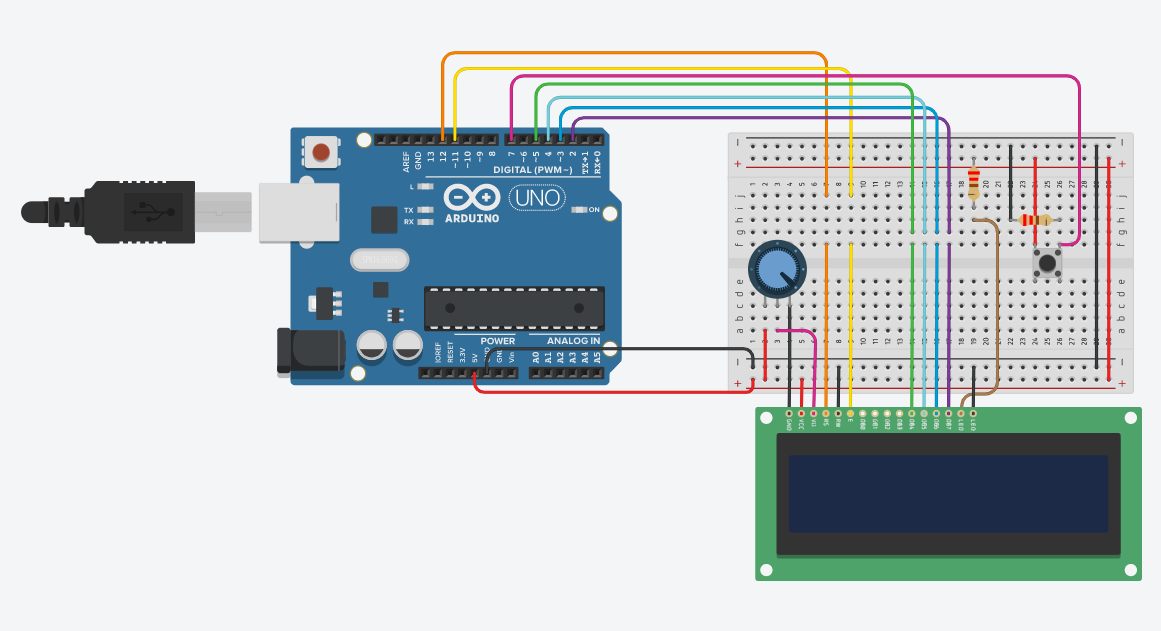 AREF
GND
13
12
~11
~10
~9
8
7
~6
~5
4
~3
2
TX→1
RX←0
DIGITAL (PWM~)
L
TX
RX
ARDUINO
UNO
ON
POWER
ANALOG IN
IOREF
RESET
3.3V
5V
GND
Vin
A0
A1
A2
A3
A4
A5
GND
VCC
V0
RS
RW
E
DB0
DB1
DB2
DB3
DB4
DB5
DB6
DB7
LED
LED